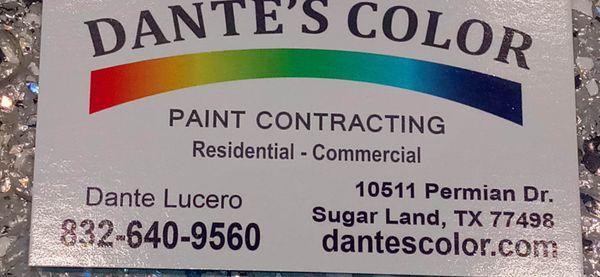 DANTE'S COLOR
PAINT CONTRACTING
Residential - Commercial
Dante Lucero
832-640-9560
10511 Permian Dr.
Sugar Land, TX 77498
dantescolor.com